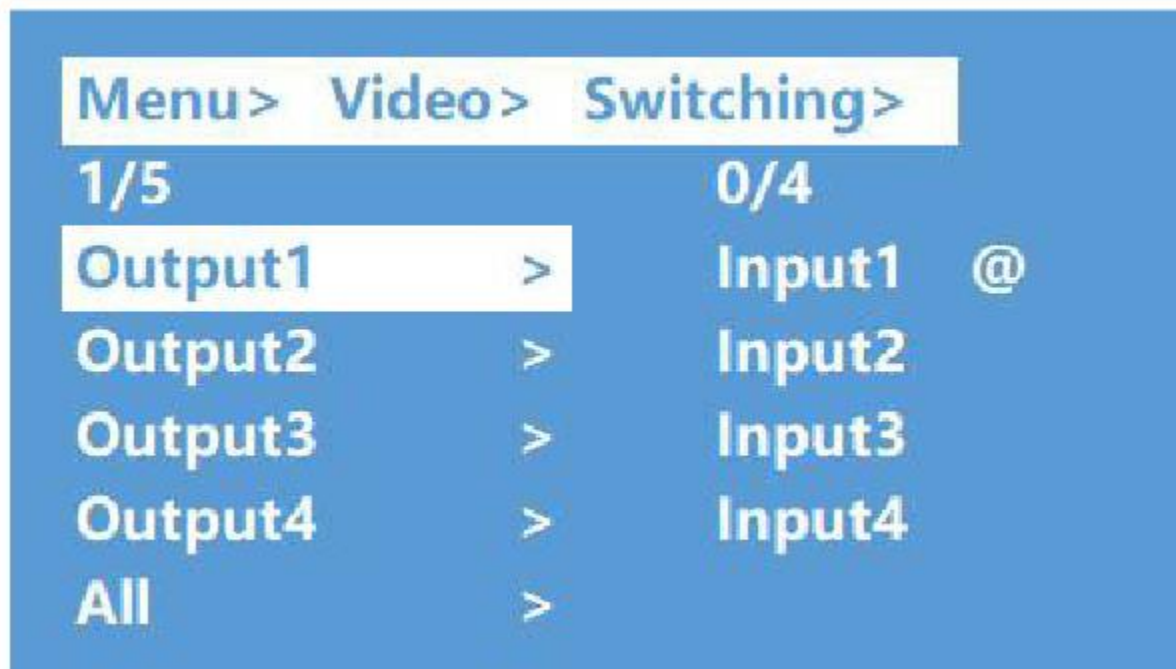 Menu> Video> Switching>
1/5 0/4
Output1 > Input1 @
Output2 > Input2
Output3 > Input3
Output4 > Input4
All >